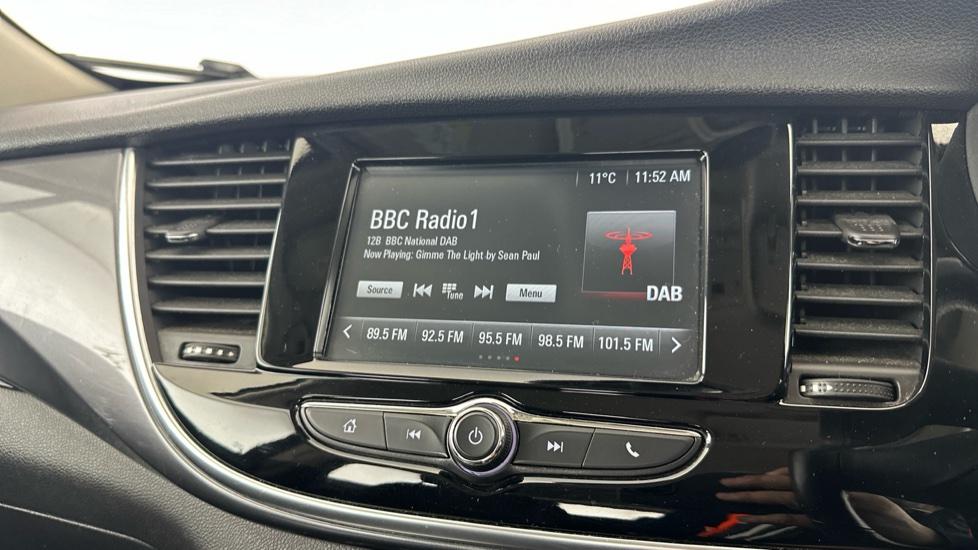 11°C 11:52 AM
BBC Radio1
12B BBC National DAB
Now Playing: Gimme The Light by Sean Paul
Source Tune Menu
DAB
89.5 FM 92.5 FM 95.5 FM 98.5 FM 101.5 FM